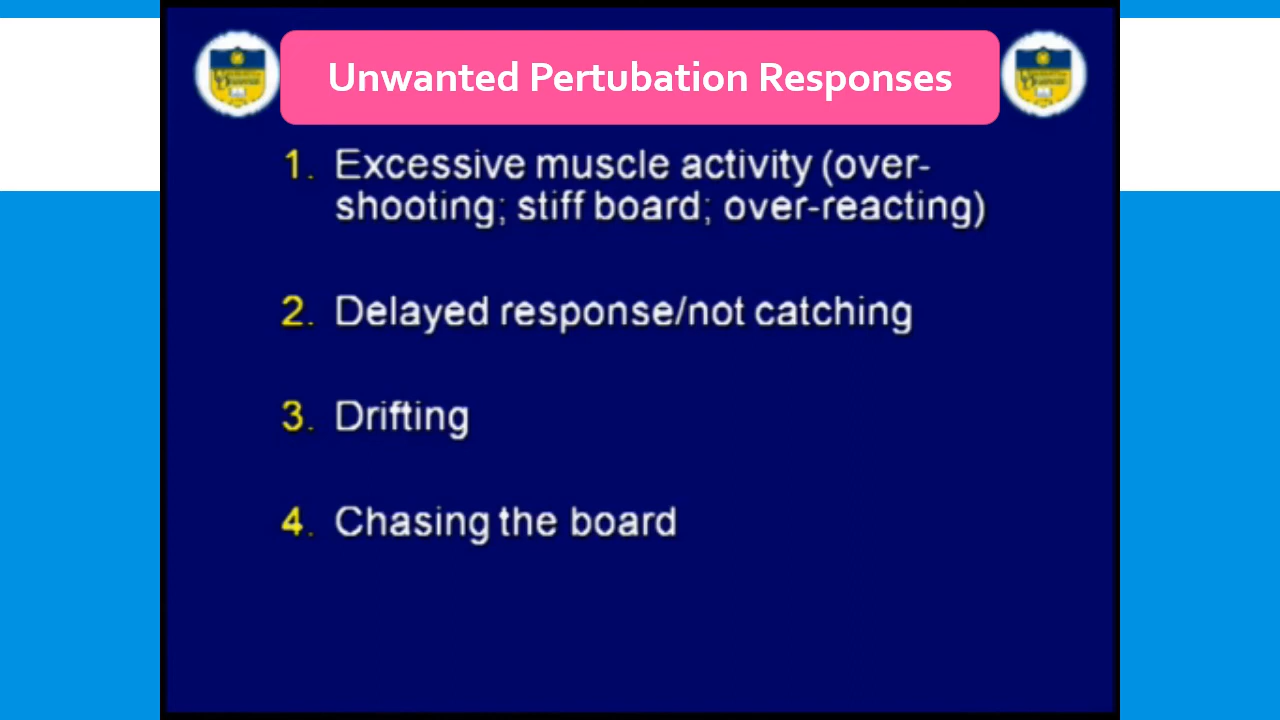 Unwanted Pertubation Responses
1. Excessive muscle activity (over-
shooting; stiff board; over-reacting)
2. Delayed response/not catching
3. Drifting
4. Chasing the board